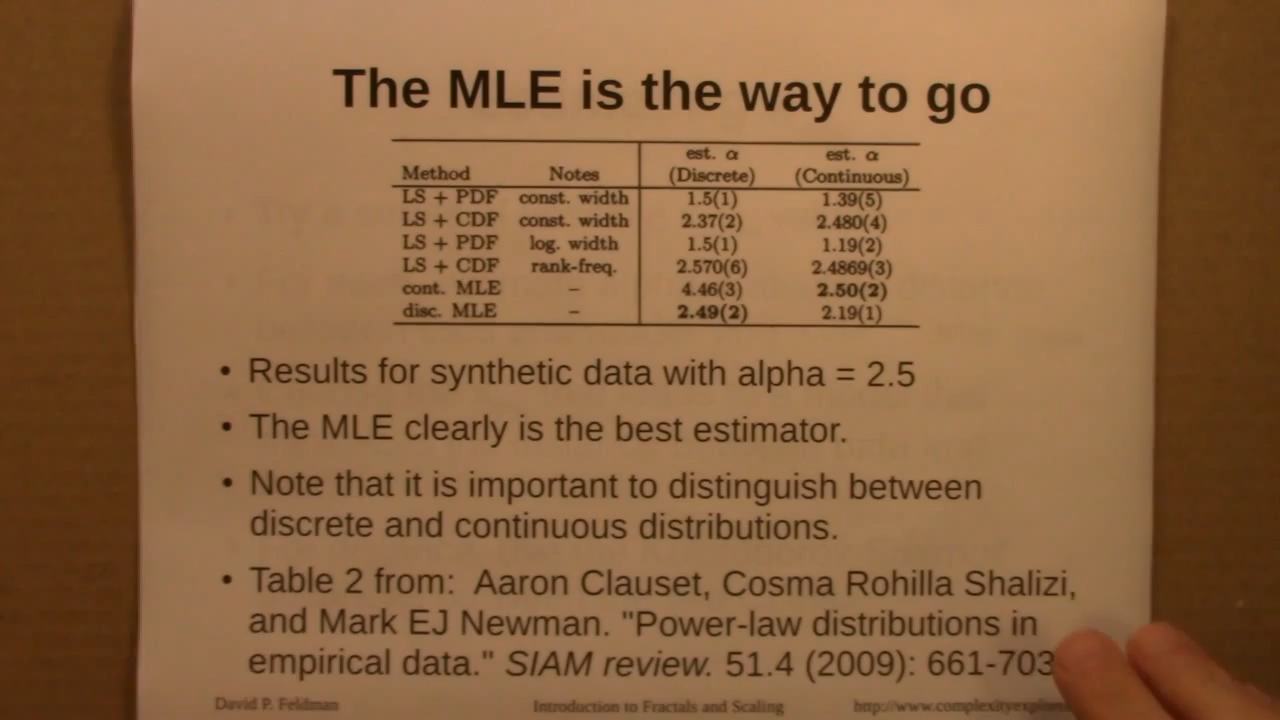 The MLE is the way to go
est. α est. α
Method Notes (Discrete) (Continuous)
LS + PDF const. width 1.5(1) 1.39(5)
LS + CDF const. width 2.37(2) 2.480(4)
LS + PDF log. width 1.5(1) 1.19(2)
LS + CDF rank-freq. 2.570(6) 2.4869(3)
cont. MLE – 4.46(3) 2.50(2)
disc. MLE – 2.49(2) 2.19(1)
• Results for synthetic data with alpha = 2.5
• The MLE clearly is the best estimator.
• Note that it is important to distinguish between
discrete and continuous distributions.
• Table 2 from: Aaron Clauset, Cosma Rohilla Shalizi,
and Mark EJ Newman. "Power-law distributions in
empirical data." SIAM review. 51.4 (2009): 661-703
David P. Feldman Introduction to Fractals and Scaling